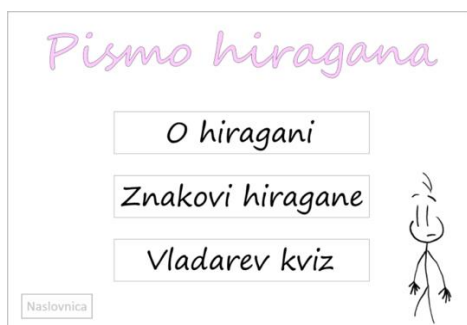 Pismo hiragana
O hiragani
Znakovi hiragane
Vladarev kviz
Naslovnica